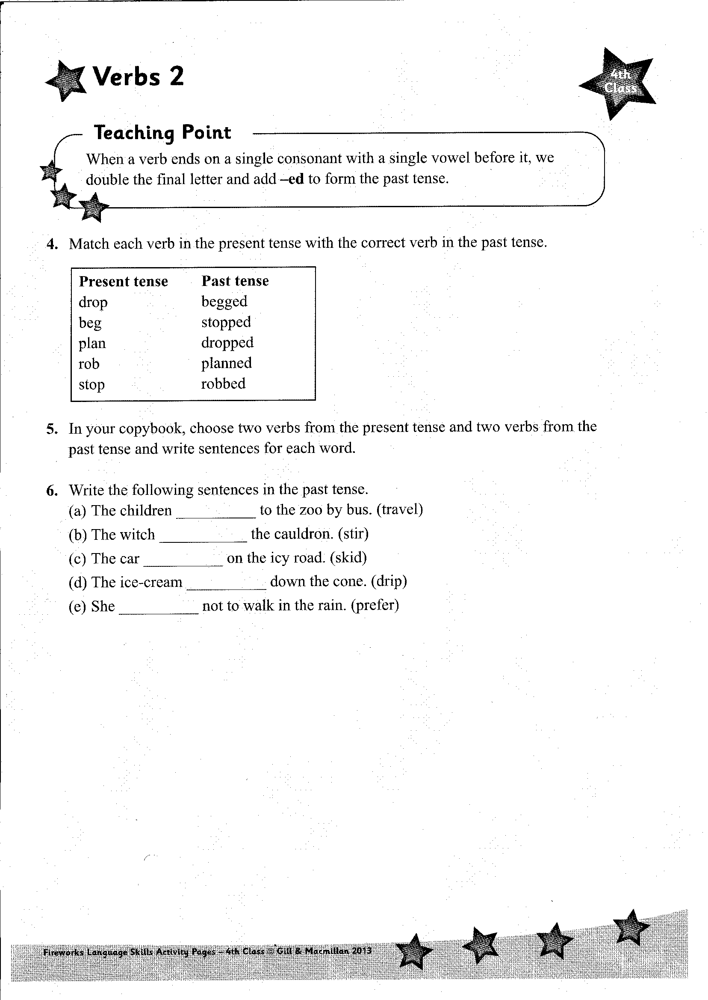 Verbs 2
4th
Class
Teaching Point
When a verb ends on a single consonant with a single vowel before it, we
double the final letter and add –ed to form the past tense.
4. Match each verb in the present tense with the correct verb in the past tense.
Present tense Past tense
drop begged
beg stopped
plan dropped
rob planned
stop robbed
5. In your copybook, choose two verbs from the present tense and two verbs from the
past tense and write sentences for each word.
6. Write the following sentences in the past tense.
(a) The children __________ to the zoo by bus. (travel)
(b) The witch ___________ the cauldron. (stir)
(c) The car __________ on the icy road. (skid)
(d) The ice-cream __________ down the cone. (drip)
(e) She __________ not to walk in the rain. (prefer)
Fireworks Language Skills Activity Pages – 4th Class © Gill & Macmillan 2013